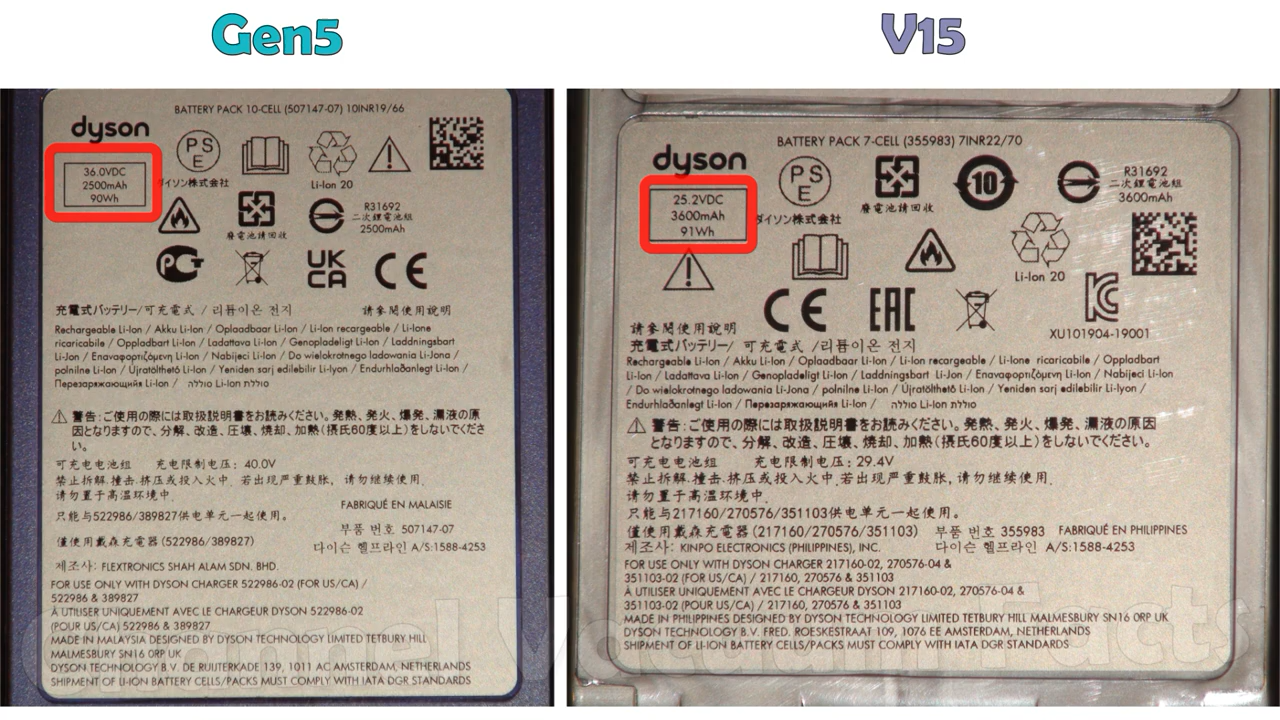 Gen5
BATTERY PACK 10-CELL (507147-07) 10INR19/66
dyson
36.0VDC
2500mAh
90Wh
PS
E
ダイソン株式会社
Li-Ion 20
廢電池請回收
R31692
二次鋰電池組
2500mAh
UK
CA
CE
充電式バッテリー/可充電式 / 리튬이온 전지 請參閱使用說明
Rechargeable Li-Ion / Akku Li-Ion / Oplaadbaar Li-Ion / Li-Ion recargeable / Li-Ione
ricaricabile / Oppladbart Li-Ion / Ladattava Li-Ion / Genopladeligt Li-Ion / Laddningsbart
Li-Jon / Επαναφορτιζόμενη Li-Ion / Nabijeci Li-Ion / Do wielokrotnego ladowania Li-Jona /
polnilne Li-Ion / Újratölthető Li-Ion / Yeniden sarj edilebilir Li-lyon / Endurhlaðanlegt Li-Ion /
Перезаряжающийся Li-Ion / סוללה Li-Ion סוללת
警告:ご使用の際には取扱説明書をお読みください。発熱、発火、爆発、漏液の原
因となりますので、分解、改造、圧壊、焼却、加熱(摂氏60度以上)をしないでくださ
い。
可充电电池组 充电限制电压: 40.0V
禁止拆解.撞击.挤压或投入火中. 若出现严重鼓胀, 请勿继续使用.
请勿置于高温环境中.
只能与522986/389827供电单元一起使用。
FABRIQUÉ EN MALAISIE
부품 번호 507147-07
僅使用戴森充電器(522986/389827)
다이슨 헬프라인 A/S:1588-4253
제조사: FLEXTRONICS SHAH ALAM SDN. BHD.
FOR USE ONLY WITH DYSON CHARGER 522986-02 (FOR US/CA) /
522986 & 389827
À UTILISER UNIQUEMENT AVEC LE CHARGEUR DYSON 522986-02
(POUR US/CA) 522986 & 389827
MADE IN MALAYSIA DESIGNED BY DYSON TECHNOLOGY LIMITED TETBURY HILL
MALMESBURY SN16 0RP UK
DYSON TECHNOLOGY B.V. DE RUIJTERKADE 139, 1011 AC AMSTERDAM, NETHERLANDS
SHIPMENT OF LI-ION BATTERY CELLS/PACKS MUST COMPLY WITH IATA DGR STANDARDS
V15
BATTERY PACK 7-CELL (355983) 7INR22/70
dyson
25.2VDC
3600mAh
91Wh
PS
E
ダイソン株式会社
廢電池請回收
10
R31692
二次鋰電池組
3600mAh
Li-Ion 20
CE
EAC
XU101904-19001
請參閱使用說明
充電式バッテリー/ 可充電式 /리튬이온 전지
Rechargeable Li-Ion / Akku Li-Ion / Oplaadbaar Li-Ion / Li-Ion recargeable / Li-Ione ricaricabile / Oppladbart
Li-Ion / Ladattava Li-Ion / Genopladeligt Li-Ion / Laddningsbart Li-Jon / Επαναφορτιζόμενη Li-Ion / Nabijeci Li-Ion
/ Do wielokrotnego ladowania Li-Jona / polnilne Li-Ion / Újratölthető Li-Ion / Yeniden sarj edilebilir Li-lyon /
Endurhlaðanlegt Li-Ion / Перезаряжающийся Li-Ion / סוללה Li-Ion סוללת
警告:ご使用の際には取扱説明書をお読みください。発熱、発火、爆発、漏液の原因
となりますので、分解、改造、圧壊、焼却、加熱(摂氏60度以上)をしないでください。
可充电电池组 充电限制电压: 29.4V
禁止拆解.撞击.挤压或投入火中.若出现严重鼓胀, 请勿继续使用.
请勿置于高温环境中.
只能与217160/270576/351103供电单元一起使用。
僅使用戴森充電器(217160/270576/351103) 부품 번호 355983 FABRIQUÉ EN PHILIPPINES
제조사: KINPO ELECTRONICS (PHILIPPINES), INC. 다이슨 헬프라인 A/S:1588-4253
FOR USE ONLY WITH DYSON CHARGER 217160-02, 270576-04 &
351103-02 (FOR US/CA) / 217160, 270576 & 351103
À UTILISER UNIQUEMENT AVEC LE CHARGEUR DYSON 217160-02, 270576-04 &
351103-02 (POUR US/CA) / 217160, 270576 & 351103
MADE IN PHILIPPINES DESIGNED BY DYSON TECHNOLOGY LIMITED TETBURY HILL MALMESBURY SN16 0RP UK
DYSON TECHNOLOGY B.V. FRED. ROESKESTRAAT 109, 1076 EE AMSTERDAM, NETHERLANDS
SHIPMENT OF LI-ION BATTERY CELLS/PACKS MUST COMPLY WITH IATA DGR STANDARDS
Channel Vacuum Facts